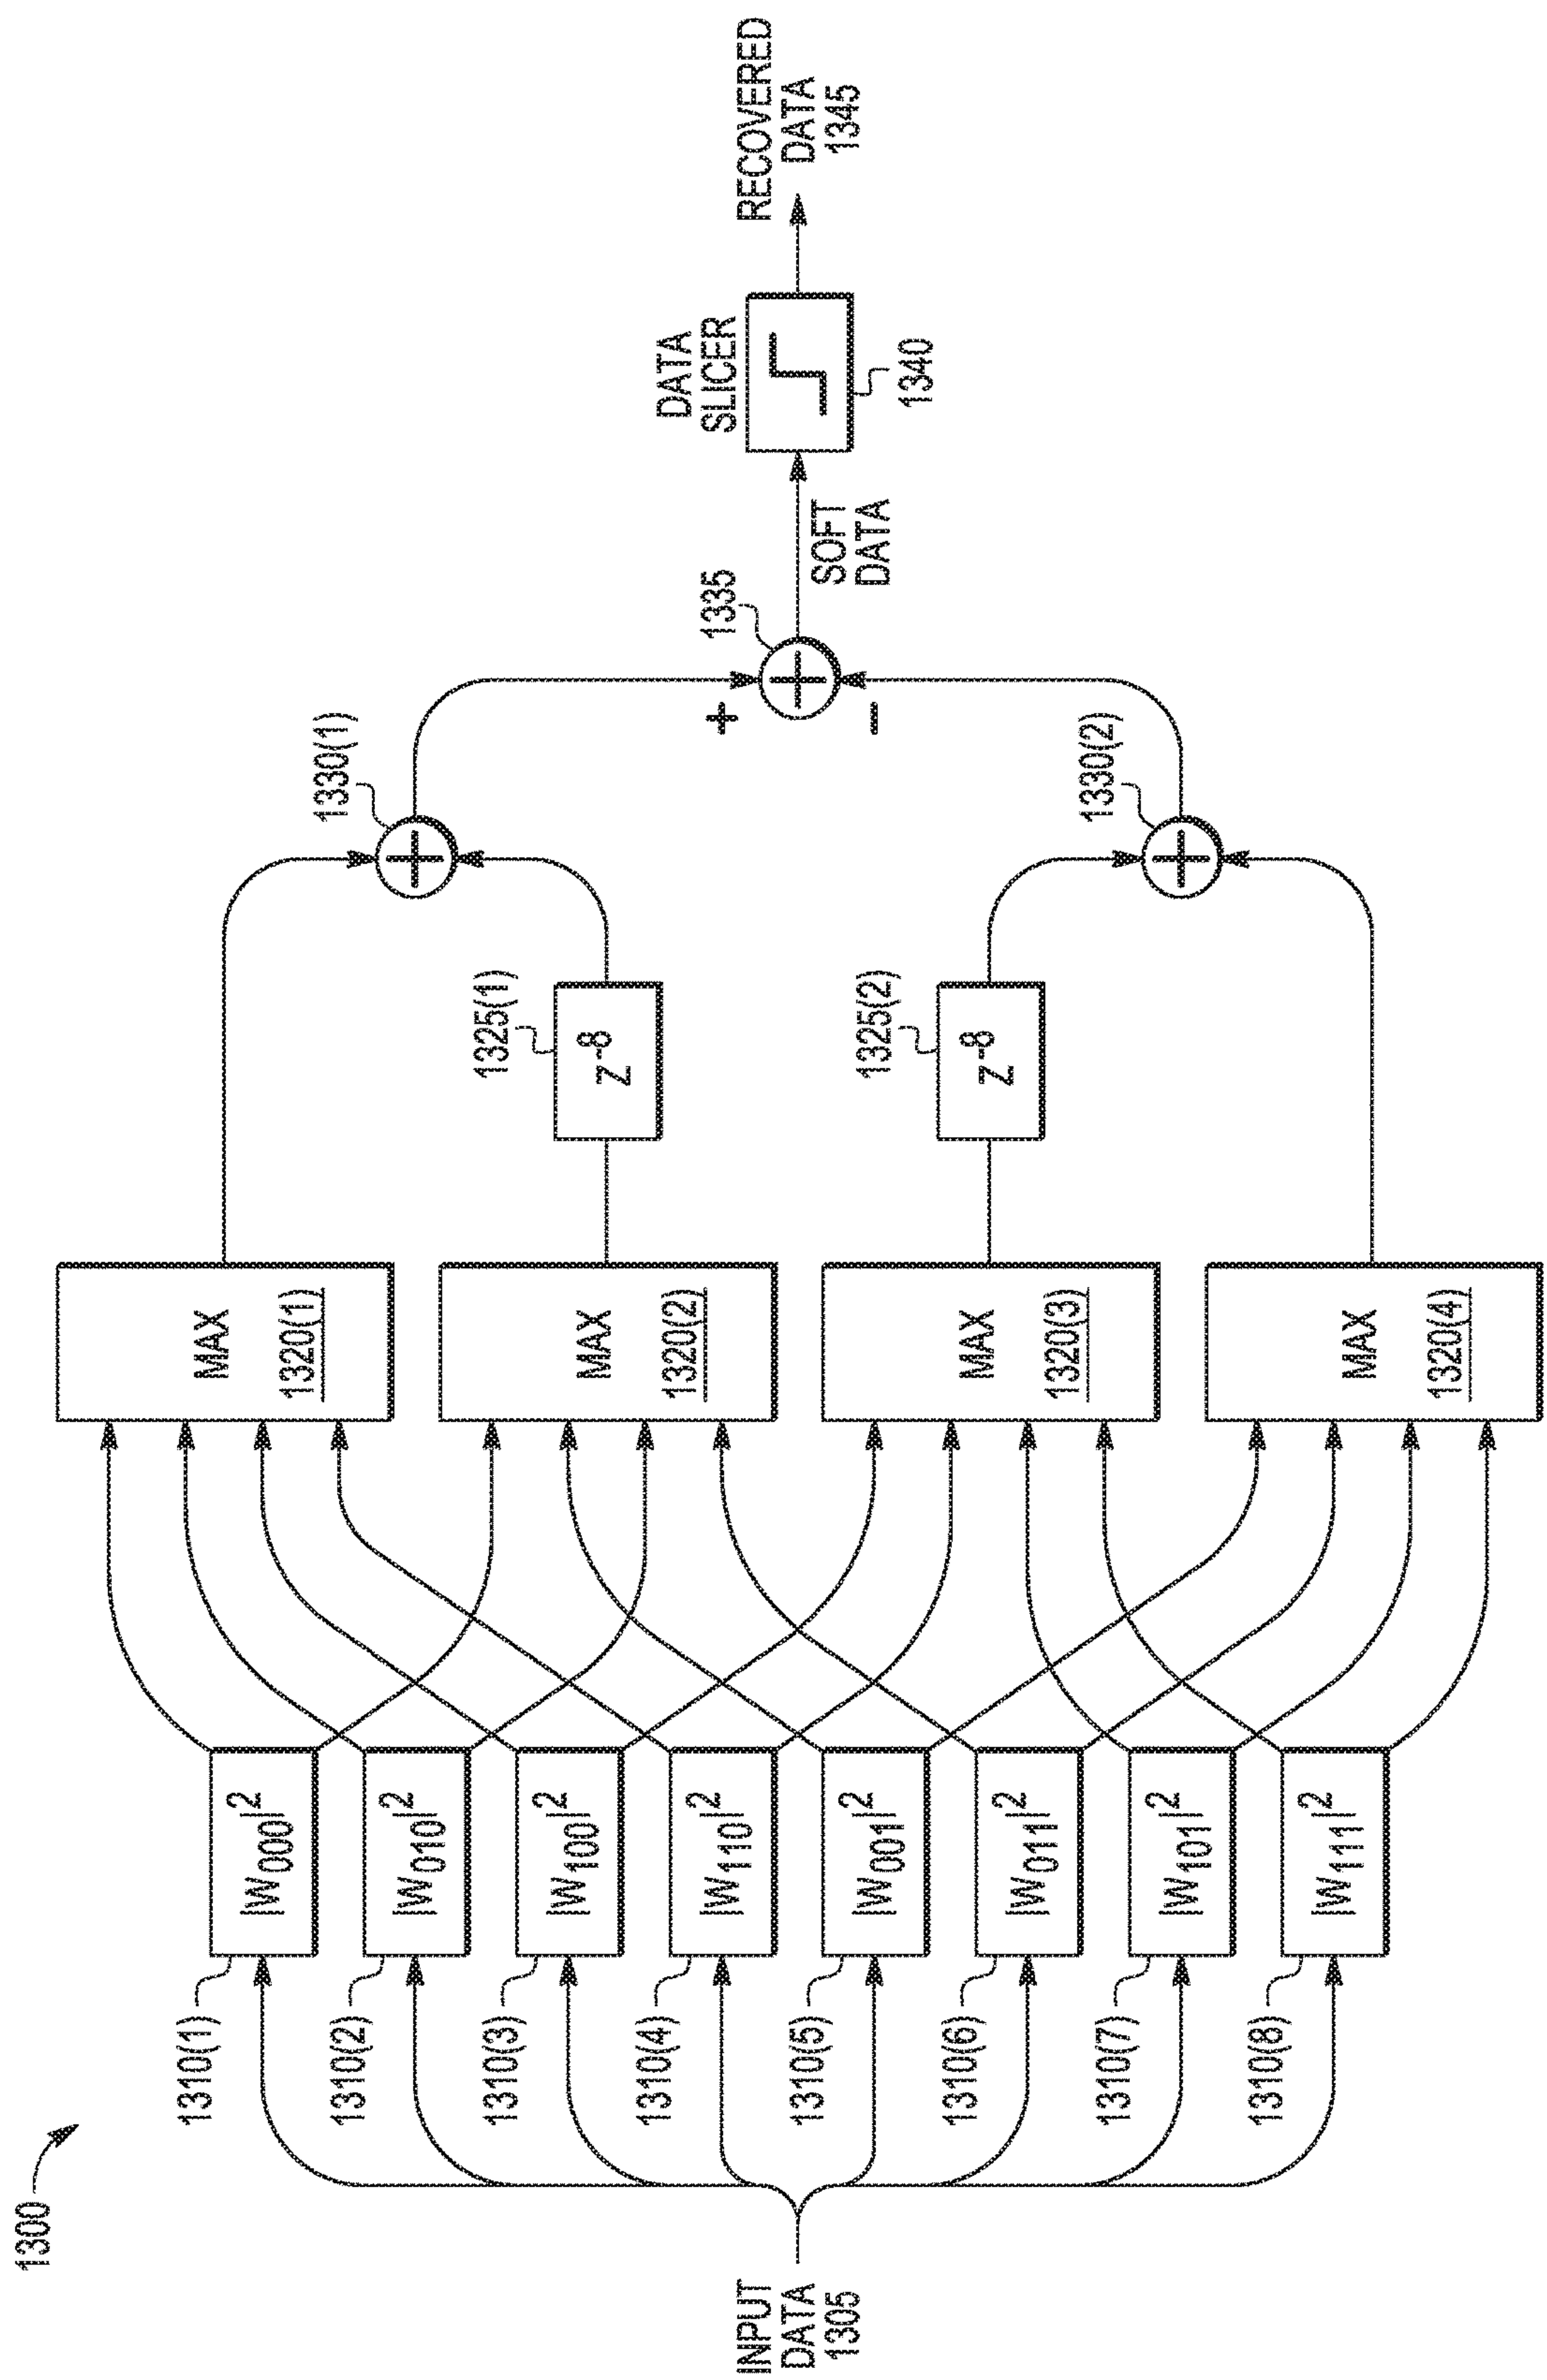 1300
INPUT
DATA
1305
1310(1)
1310(2)
1310(3)
1310(4)
1310(5)
1310(6)
1310(7)
1310(8)
|W000|2
|W010|2
|W100|2
|W110|2
|W001|2
|W011|2
|W101|2
|W111|2
MAX
1320(1)
MAX
1320(2)
MAX
1320(3)
MAX
1320(4)
1325(1)
z-8
1325(2)
z-8
1330(1)
+
1330(2)
+
1335
+
+
−
SOFT
DATA
DATA
SLICER
1340
RECOVERED
DATA
1345